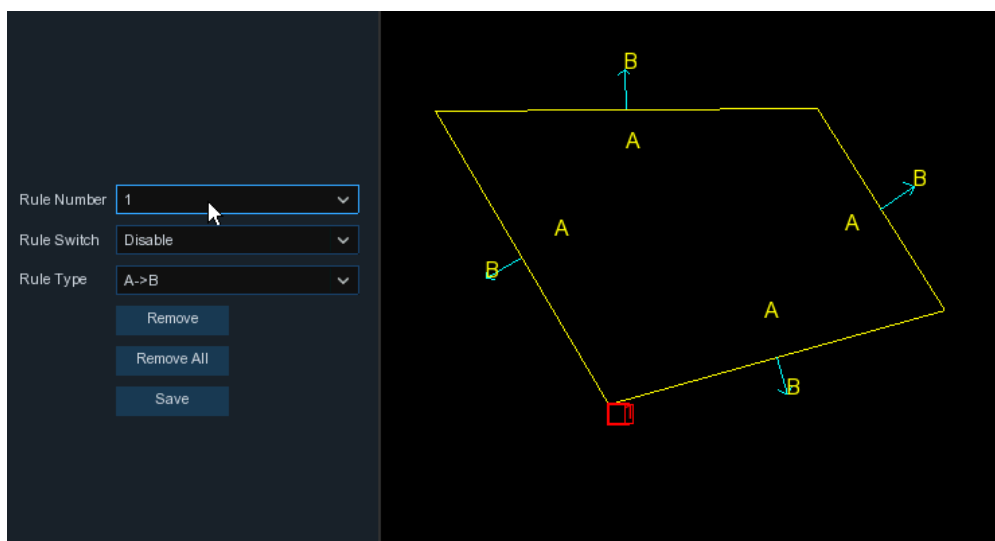 Rule Number 1
Rule Switch Disable
Rule Type A->B
Remove
Remove All
Save
B
A
B
A
A
B
A
B